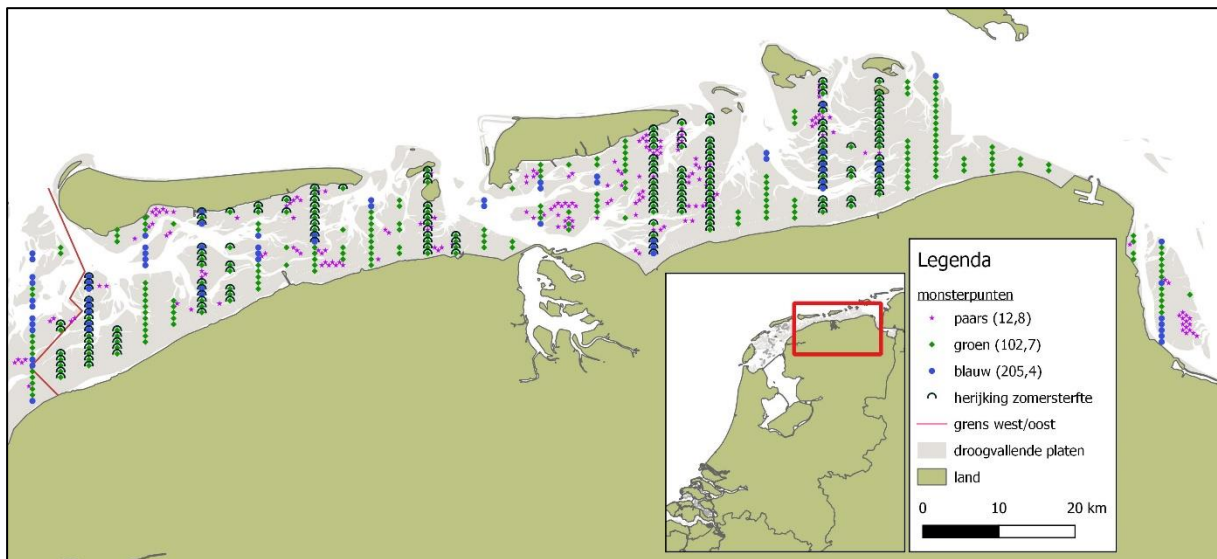 Legenda
monsterpunten
paars (12,8)
groen (102,7)
blauw (205,4)
herijking zomersterfte
grens west/oost
droogvallende platen
land
0 10 20 km